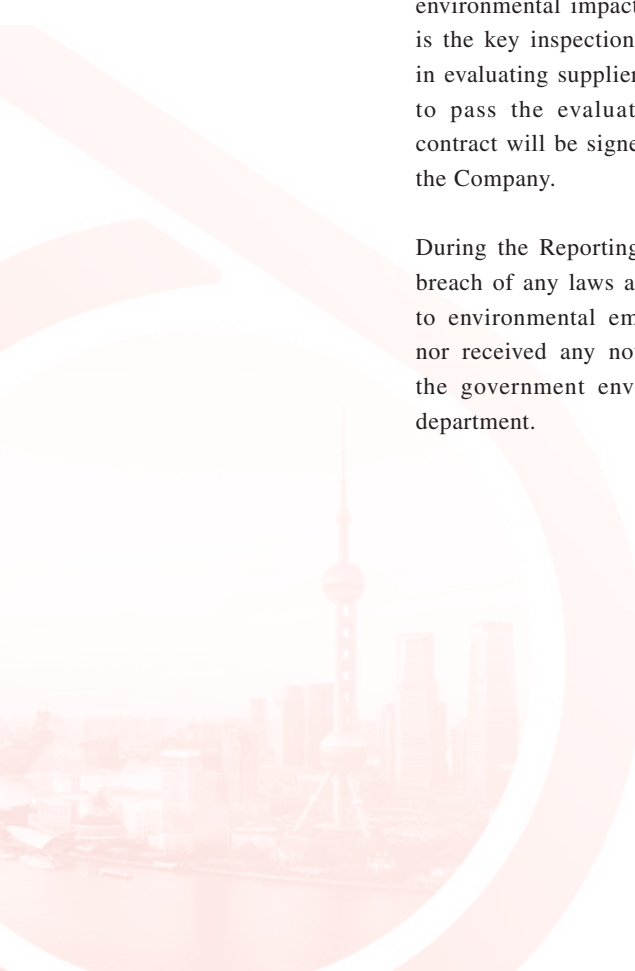 environmental impact
is the key inspection
in evaluating supplier
to pass the evaluat
contract will be signe
the Company.
During the Reporting
breach of any laws a
to environmental em
nor received any no
the government env
department.